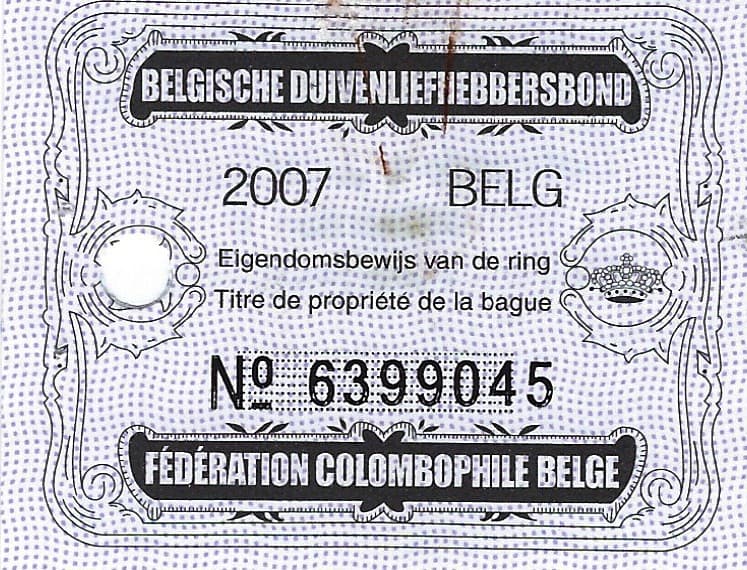 BELGISCHE DUIVENLIEFHEBBERSBOND
2007 BELG
Eigendomsbewijs van de ring
Titre de propriété de la bague
Nº 6399045
FÉDÉRATION COLOMBOPHILE BELGE